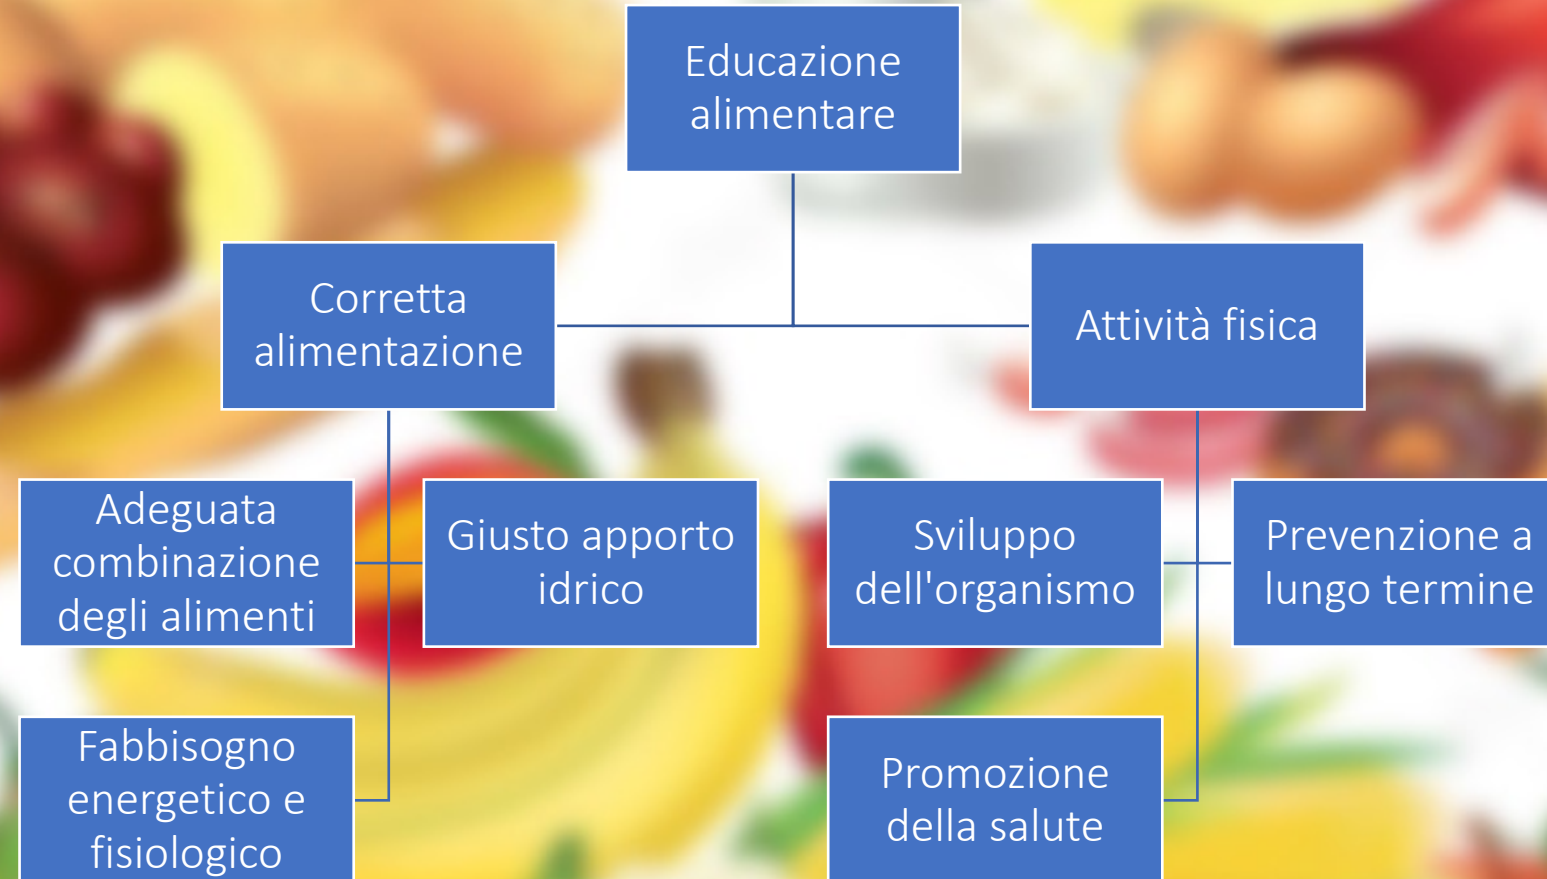 Educazione
alimentare
Corretta
alimentazione
Attività fisica
Adeguata
combinazione
degli alimenti
Giusto apporto
idrico
Sviluppo
dell'organismo
Prevenzione a
lungo termine
Fabbisogno
energetico e
fisiologico
Promozione
della salute